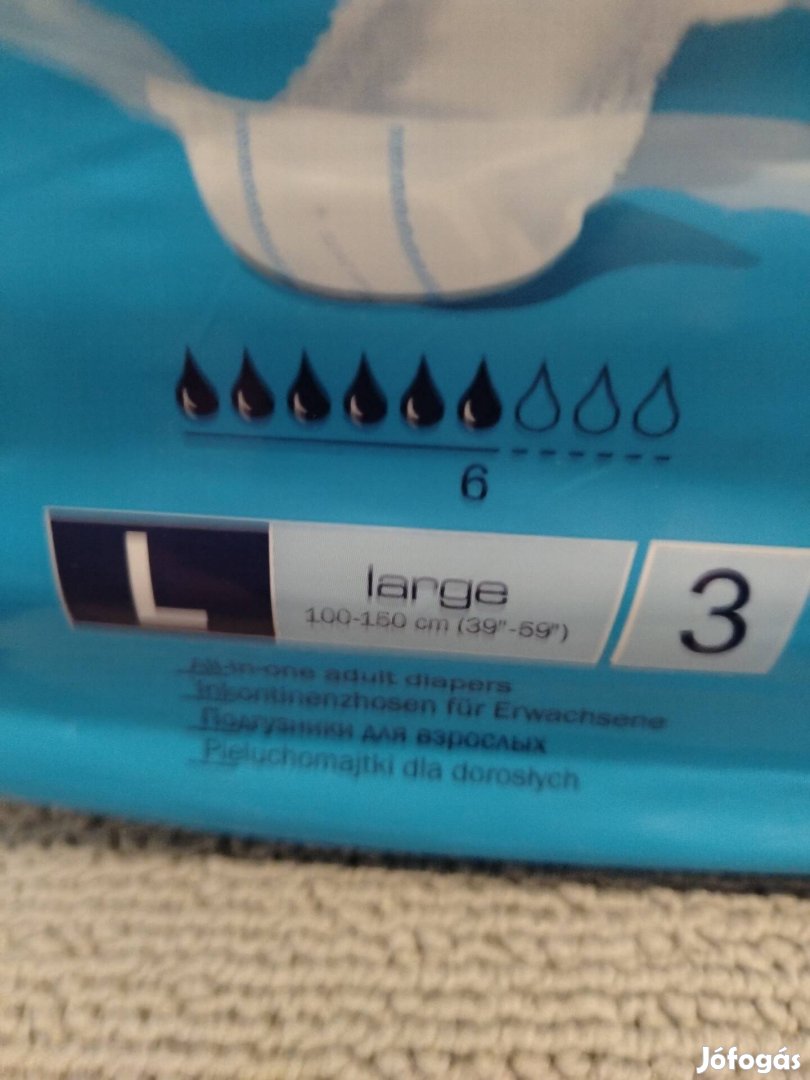 6
L large 3
100-150 cm (39"-59")
All-in-one adult diapers
Inkontinenzhosen für Erwachsene
Подгузники для взрослых
Pieluchomajtki dla dorosłych
Jófogás